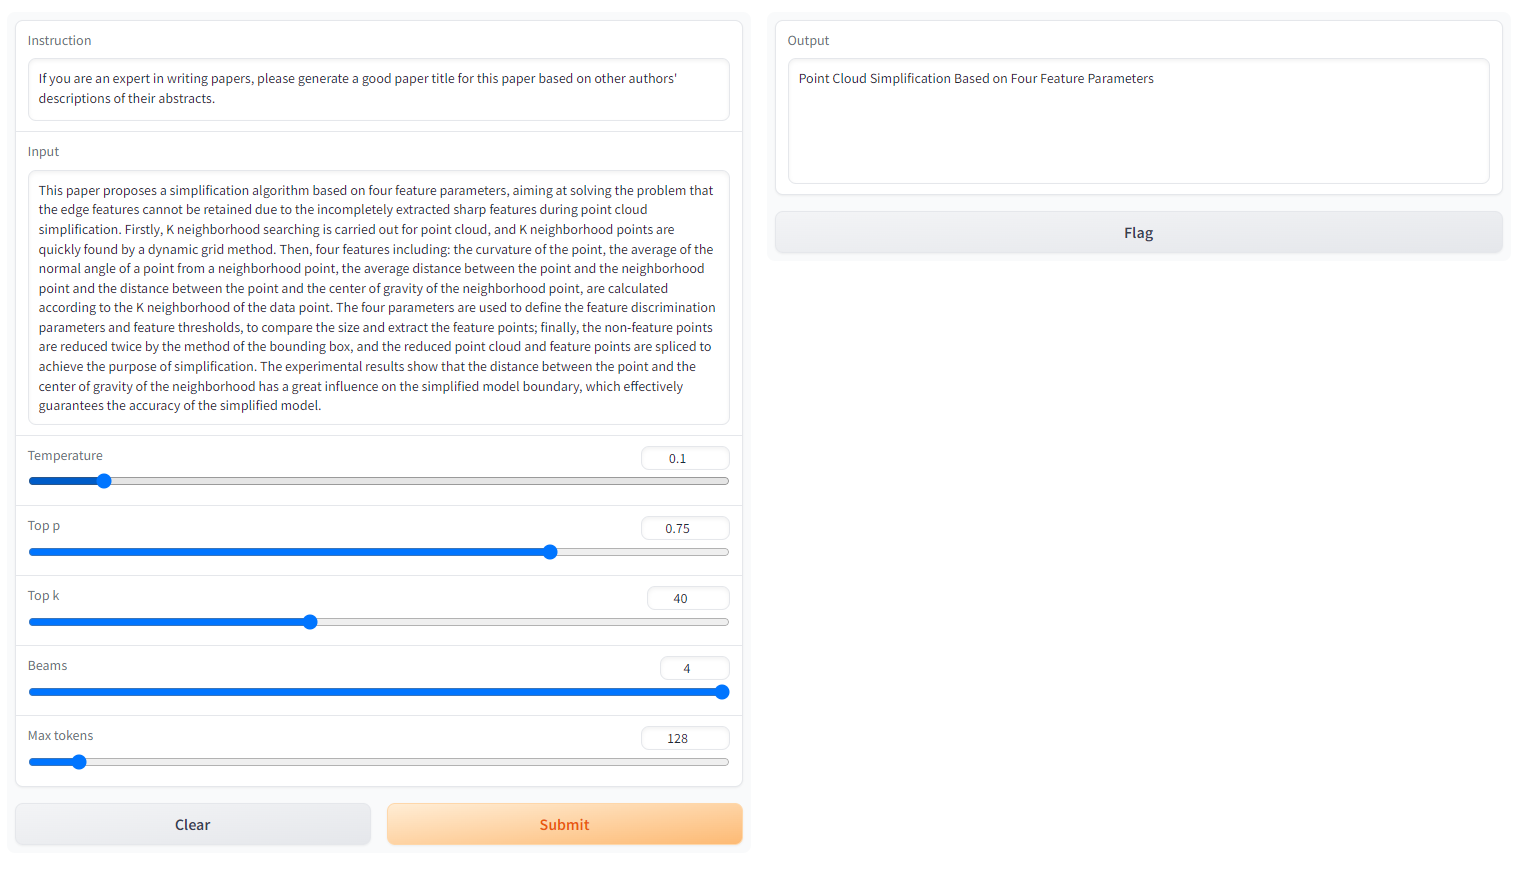 Instruction
If you are an expert in writing papers, please generate a good paper title for this paper based on other authors'
descriptions of their abstracts.
Input
This paper proposes a simplification algorithm based on four feature parameters, aiming at solving the problem that
the edge features cannot be retained due to the incompletely extracted sharp features during point cloud
simplification. Firstly, K neighborhood searching is carried out for point cloud, and K neighborhood points are
quickly found by a dynamic grid method. Then, four features including: the curvature of the point, the average of the
normal angle of a point from a neighborhood point, the average distance between the point and the neighborhood
point and the distance between the point and the center of gravity of the neighborhood point, are calculated
according to the K neighborhood of the data point. The four parameters are used to define the feature discrimination
parameters and feature thresholds, to compare the size and extract the feature points; finally, the non-feature points
are reduced twice by the method of the bounding box, and the reduced point cloud and feature points are spliced to
achieve the purpose of simplification. The experimental results show that the distance between the point and the
center of gravity of the neighborhood has a great influence on the simplified model boundary, which effectively
guarantees the accuracy of the simplified model.
Temperature
0.1
Top p
0.75
Top k
40
Beams
4
Max tokens
128
Clear
Submit
Output
Point Cloud Simplification Based on Four Feature Parameters
Flag